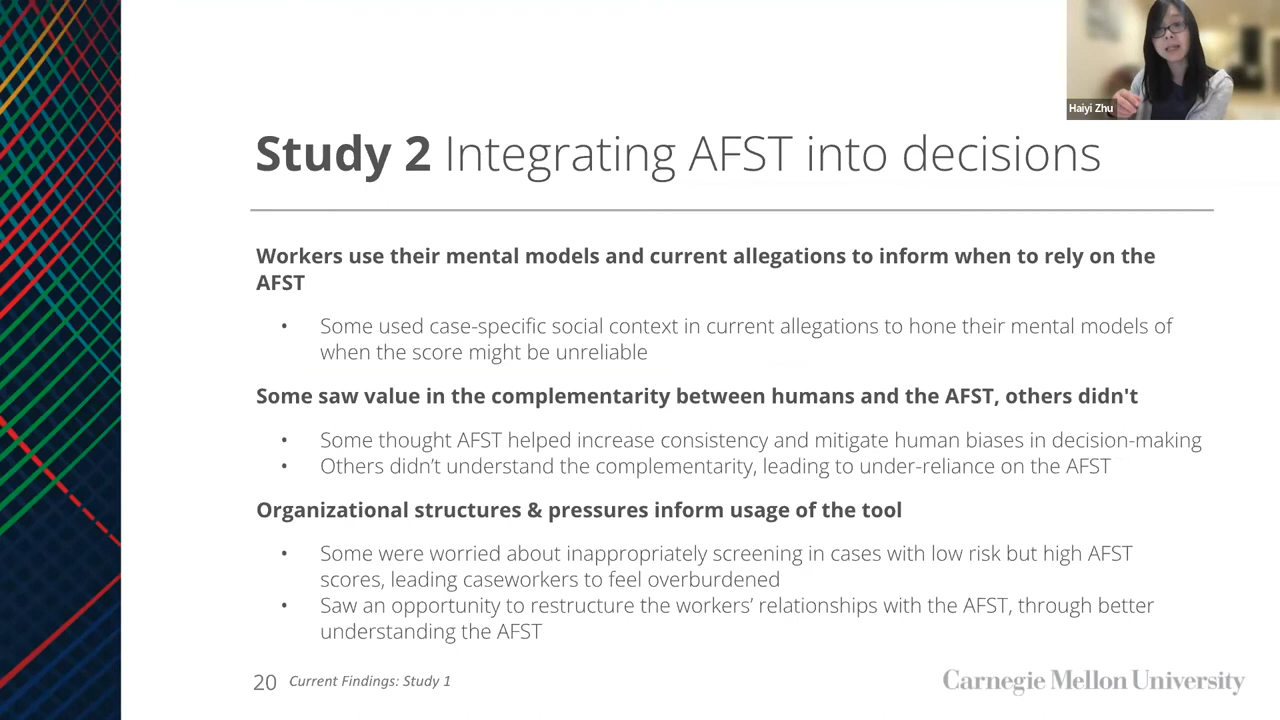 Haiyi Zhu
Study 2 Integrating AFST into decisions
Workers use their mental models and current allegations to inform when to rely on the
AFST
• Some used case-specific social context in current allegations to hone their mental models of
when the score might be unreliable
Some saw value in the complementarity between humans and the AFST, others didn't
• Some thought AFST helped increase consistency and mitigate human biases in decision-making
• Others didn’t understand the complementarity, leading to under-reliance on the AFST
Organizational structures & pressures inform usage of the tool
• Some were worried about inappropriately screening in cases with low risk but high AFST
scores, leading caseworkers to feel overburdened
• Saw an opportunity to restructure the workers’ relationships with the AFST, through better
understanding the AFST
20 Current Findings: Study 1
Carnegie Mellon University